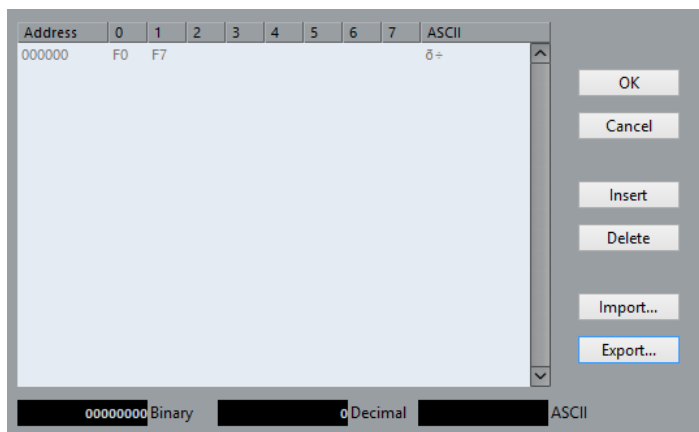 Address 0 1 2 3 4 5 6 7 ASCII
000000 F0 F7 ð÷
OK
Cancel
Insert
Delete
Import...
Export...
00000000 Binary 0 Decimal ASCII